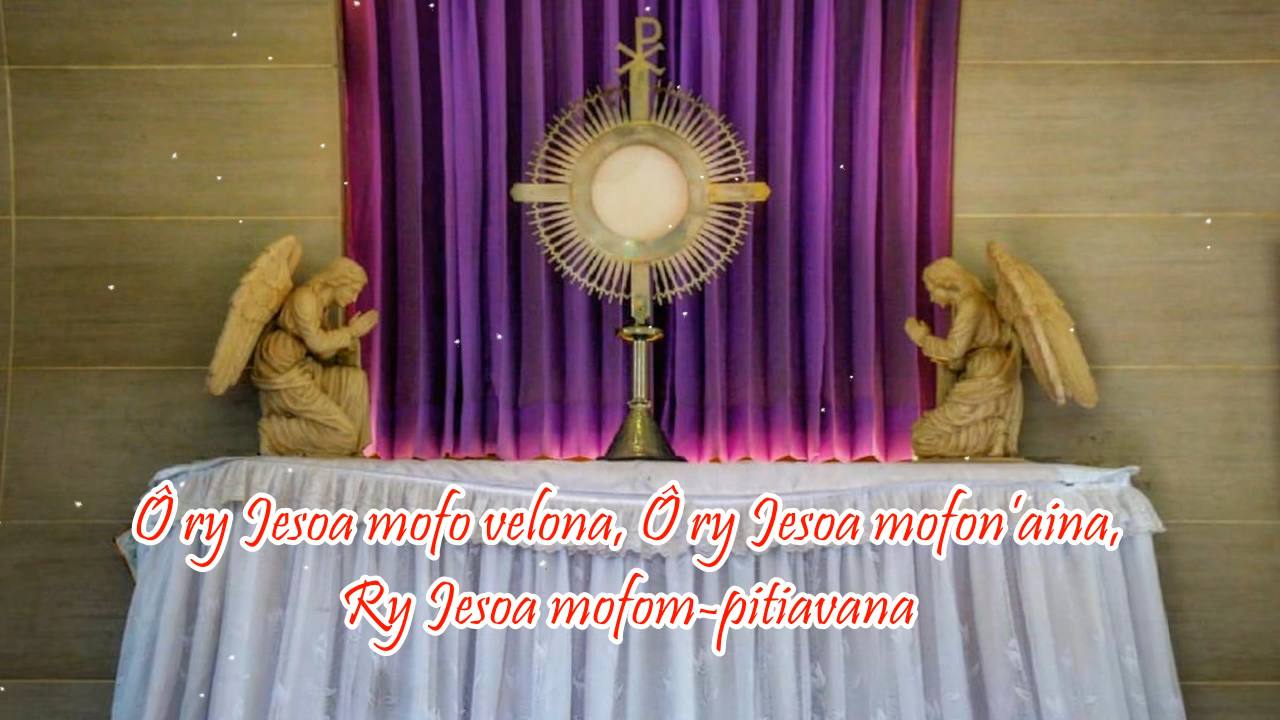 Ô ry Jesoa mofo velona, Ô ry Jesoa mofon'aina,
Ry Jesoa mofom-pitiavana